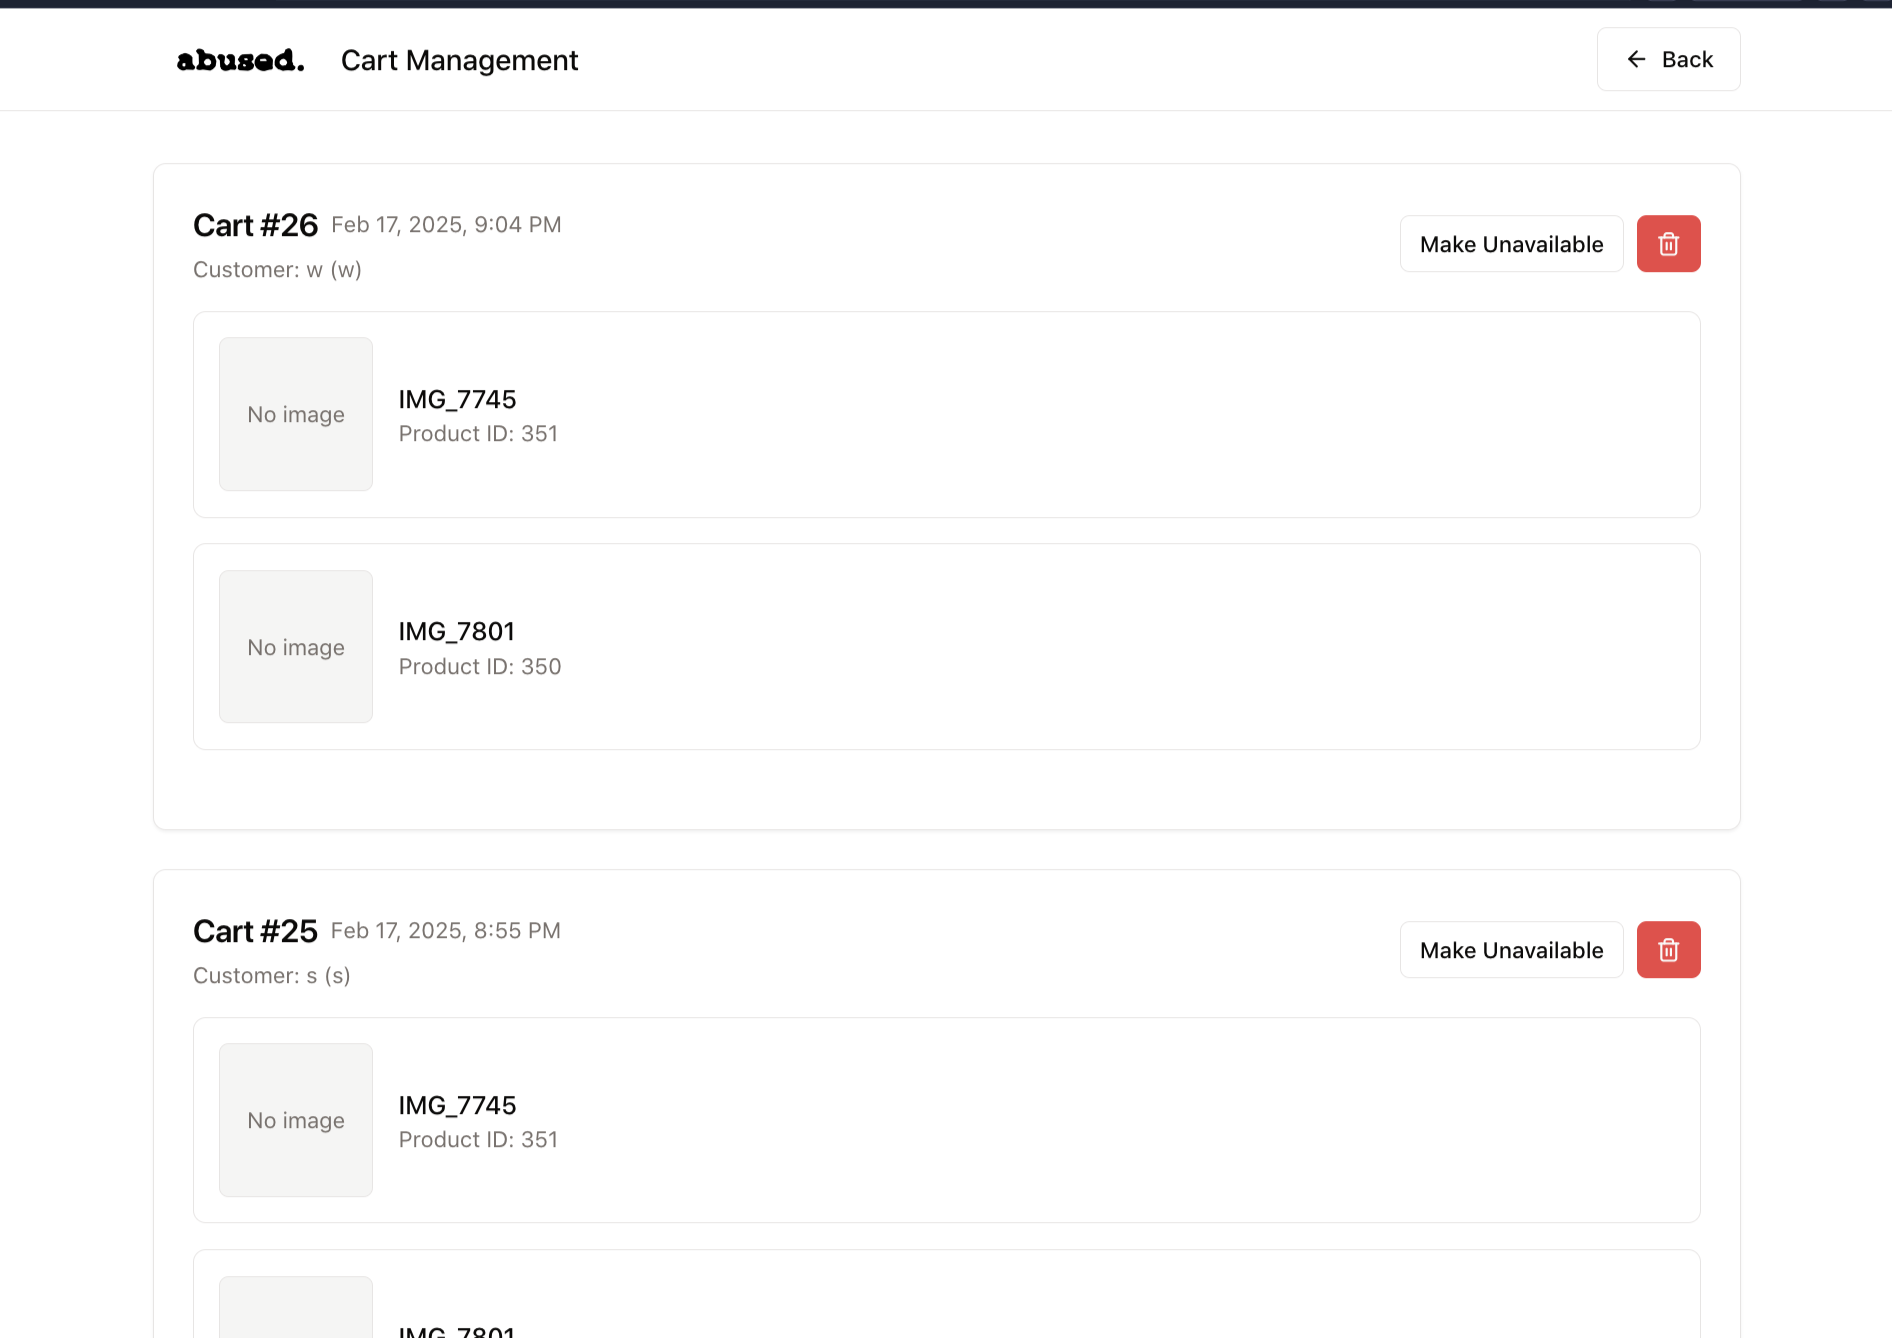 abused. Cart Management
← Back
Cart #26 Feb 17, 2025, 9:04 PM
Customer: w (w)
Make Unavailable
No image
IMG_7745
Product ID: 351
No image
IMG_7801
Product ID: 350
Cart #25 Feb 17, 2025, 8:55 PM
Customer: s (s)
Make Unavailable
No image
IMG_7745
Product ID: 351
IMG_7801